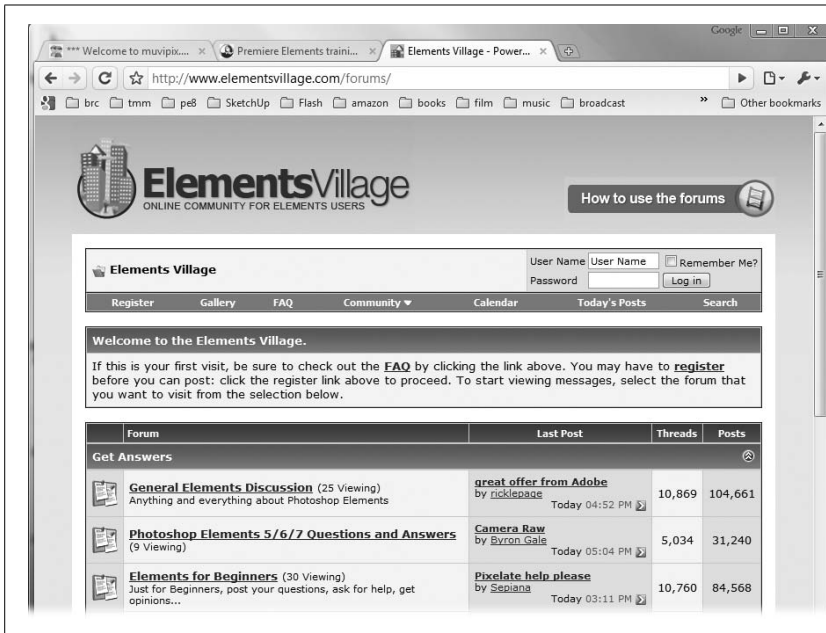 Google
*** Welcome to muvipix.... × Premiere Elements traini... × Elements Village - Power... ×
http://www.elementsvillage.com/forums/
brc tmm pe8 SketchUp Flash amazon books film music broadcast » Other bookmarks
ElementsVillage
ONLINE COMMUNITY FOR ELEMENTS USERS
How to use the forums
Elements Village
User Name User Name Remember Me?
Password Log in
Register Gallery FAQ Community ▼ Calendar Today's Posts Search
Welcome to the Elements Village.
If this is your first visit, be sure to check out the FAQ by clicking the link above. You may have to register
before you can post: click the register link above to proceed. To start viewing messages, select the forum that
you want to visit from the selection below.
Forum Last Post Threads Posts
Get Answers
General Elements Discussion (25 Viewing)
Anything and everything about Photoshop Elements
great offer from Adobe
by ricklepage
Today 04:52 PM
10,869 104,661
Photoshop Elements 5/6/7 Questions and Answers
(9 Viewing)
Camera Raw
by Byron Gale
Today 05:04 PM
5,034 31,240
Elements for Beginners (30 Viewing)
Just for Beginners, post your questions, ask for help, get
opinions...
Pixelate help please
by Sepiana
Today 03:11 PM
10,760 84,568